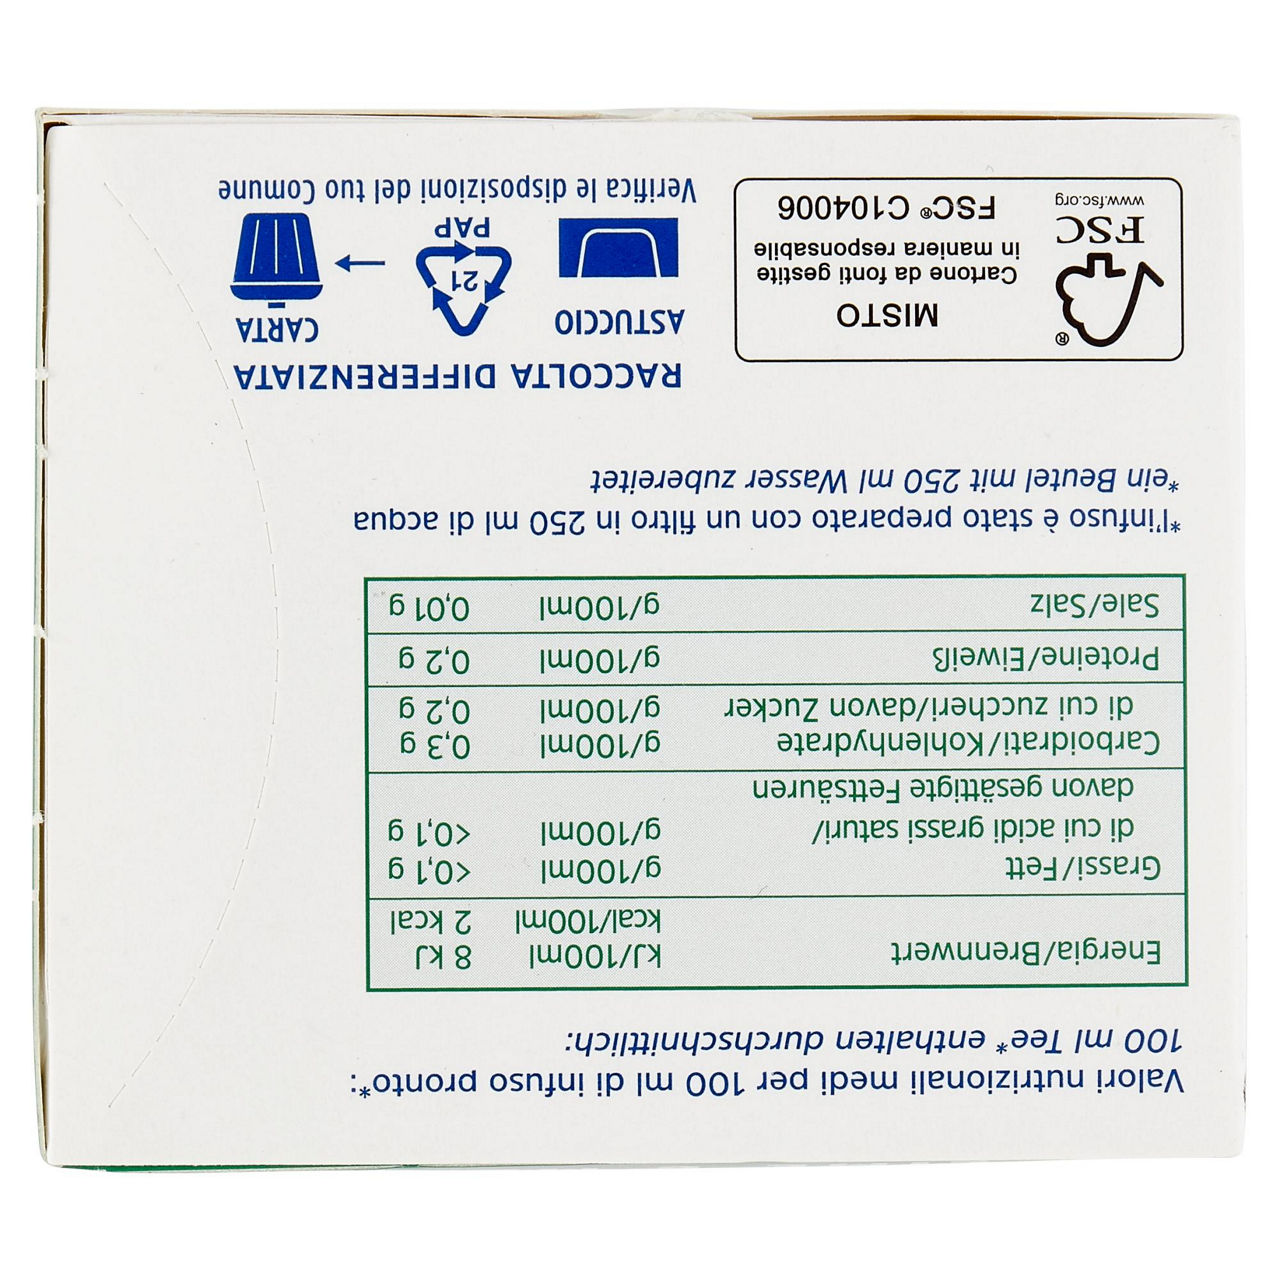 Valori nutrizionali medi per 100 ml di infuso pronto*:
100 ml Tee* enthalten durchschnittlich:
Energia/Brennwert kJ/100ml 8 kJ
kcal/100ml 2 kcal
Grassi/Fett g/100ml <0,1 g
di cui acidi grassi saturi/ g/100ml <0,1 g
davon gesättigte Fettsäuren
Carboidrati/Kohlenhydrate g/100ml 0,3 g
di cui zuccheri/davon Zucker g/100ml 0,2 g
Proteine/Eiweiß g/100ml 0,2 g
Sale/Salz g/100ml 0,01 g
*l'infuso è stato preparato con un filtro in 250 ml di acqua
*ein Beutel mit 250 ml Wasser zubereitet
®
FSC
www.fsc.org
MISTO
Cartone da fonti gestite
in maniera responsabile
FSC® C104006
RACCOLTA DIFFERENZIATA
ASTUCCIO
21
PAP
CARTA
Verifica le disposizioni del tuo Comune